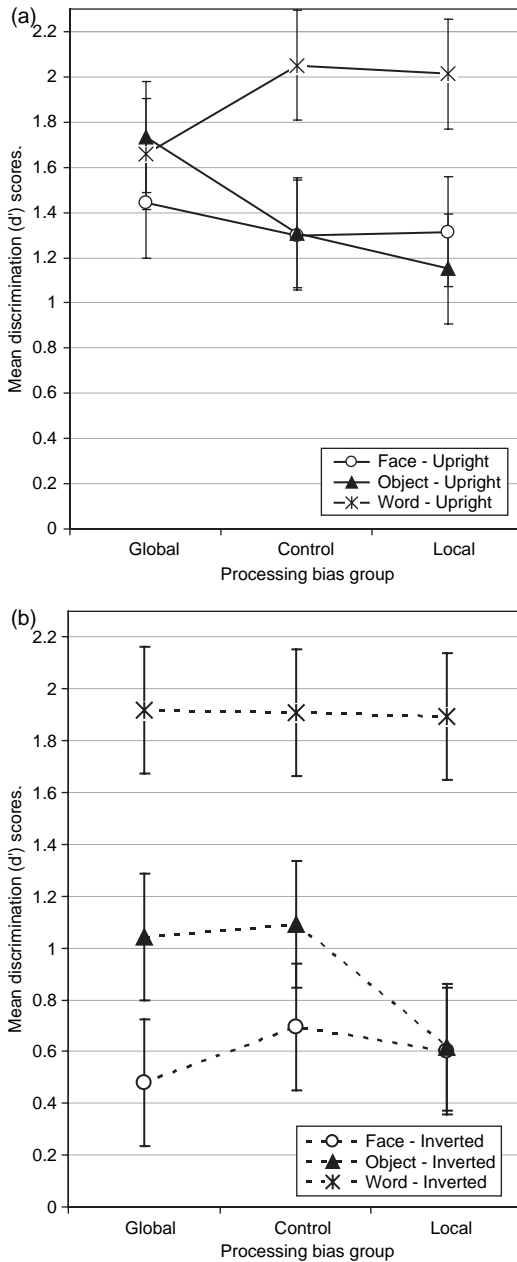 (a)
2.2
2
1.8
1.6
1.4
1.2
1
0.8
0.6
0.4
0.2
0
Mean discrimination (d') scores.
Face - Upright
Object - Upright
Word - Upright
Global Control Local
Processing bias group
(b)
2.2
2
1.8
1.6
1.4
1.2
1
0.8
0.6
0.4
0.2
0
Mean discrimination (d') scores.
Face - Inverted
Object - Inverted
Word - Inverted
Global Control Local
Processing bias group